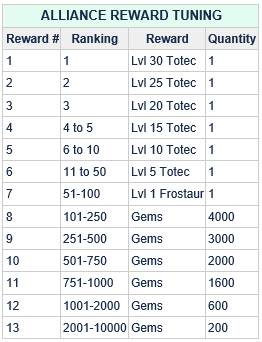 ALLIANCE REWARD TUNING
Reward # Ranking Reward Quantity
1 1 Lvl 30 Totec 1
2 2 Lvl 25 Totec 1
3 3 Lvl 20 Totec 1
4 4 to 5 Lvl 15 Totec 1
5 6 to 10 Lvl 10 Totec 1
6 11 to 50 Lvl 5 Totec 1
7 51-100 Lvl 1 Frostaur 1
8 101-250 Gems 4000
9 251-500 Gems 3000
10 501-750 Gems 2000
11 751-1000 Gems 1600
12 1001-2000 Gems 600
13 2001-10000 Gems 200